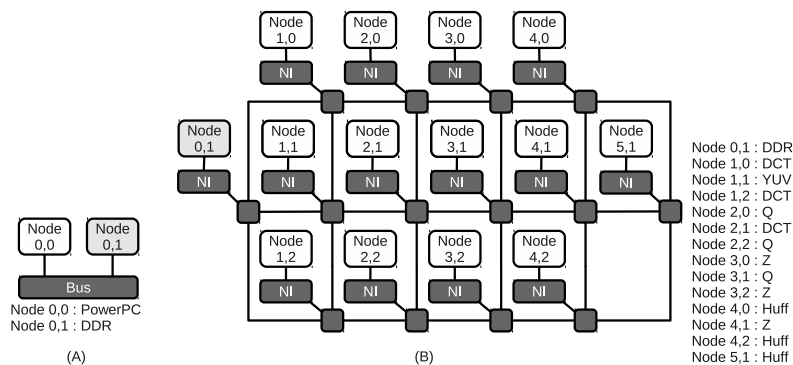 Node
1,0
Node
2,0
Node
3,0
Node
4,0
NI
NI
NI
NI
Node
0,1
Node
1,1
Node
2,1
Node
3,1
Node
4,1
Node
5,1
NI
NI
NI
NI
NI
NI
Node
0,0
Node
0,1
Bus
Node 0,0 : PowerPC
Node 0,1 : DDR
(A)
Node
1,2
Node
2,2
Node
3,2
Node
4,2
NI
NI
NI
NI
(B)
Node 0,1 : DDR
Node 1,0 : DCT
Node 1,1 : YUV
Node 1,2 : DCT
Node 2,0 : Q
Node 2,1 : DCT
Node 2,2 : Q
Node 3,0 : Z
Node 3,1 : Q
Node 3,2 : Z
Node 4,0 : Huff
Node 4,1 : Z
Node 4,2 : Huff
Node 5,1 : Huff